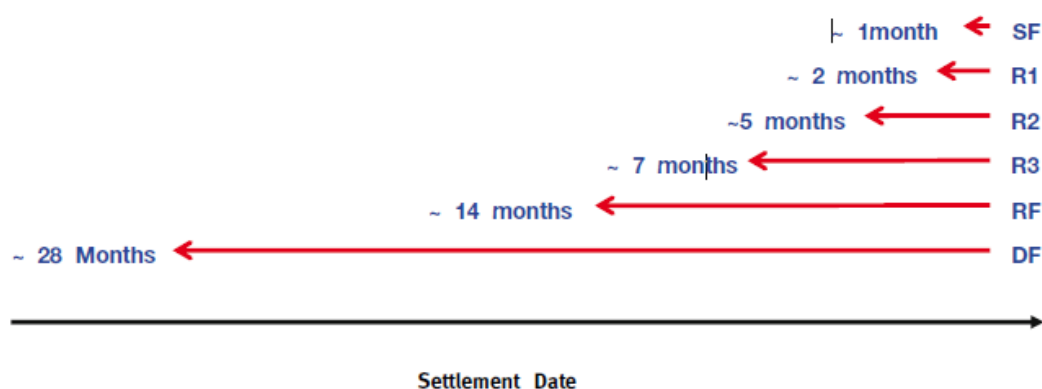 ~ 1month SF
~ 2 months R1
~5 months R2
~ 7 months R3
~ 14 months RF
~ 28 Months DF
Settlement Date